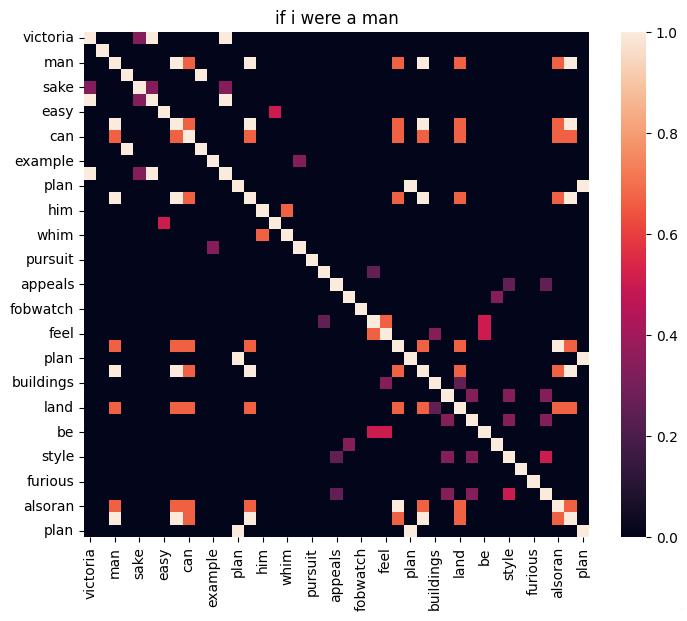 if i were a man
victoria
man
sake
easy
can
example
plan
him
whim
pursuit
appeals
fobwatch
feel
plan
buildings
land
be
style
furious
alsoran
plan
victoria
man
sake
easy
can
example
plan
him
whim
pursuit
appeals
fobwatch
feel
plan
buildings
land
be
style
furious
alsoran
plan
1.0
0.8
0.6
0.4
0.2
0.0